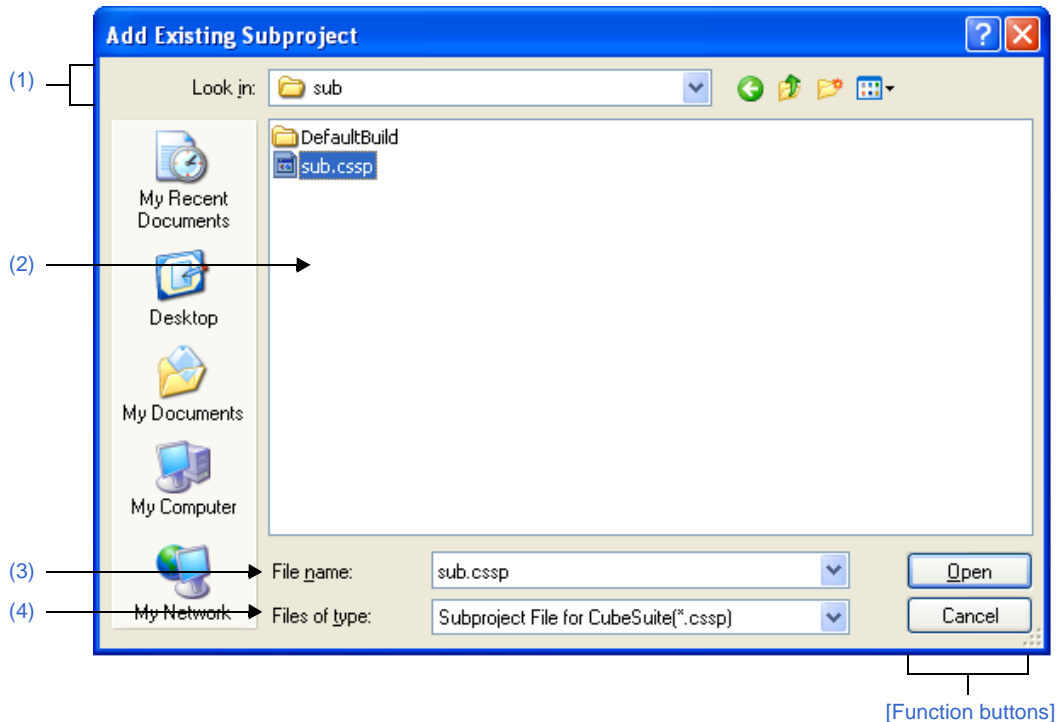 Add Existing Subproject
(1)
Look in:
sub
DefaultBuild
sub.cssp
My Recent
Documents
(2)
Desktop
My Documents
My Computer
(3)
File name:
sub.cssp
Open
My Network
(4)
Files of type:
Subproject File for CubeSuite(*.cssp)
Cancel
[Function buttons]